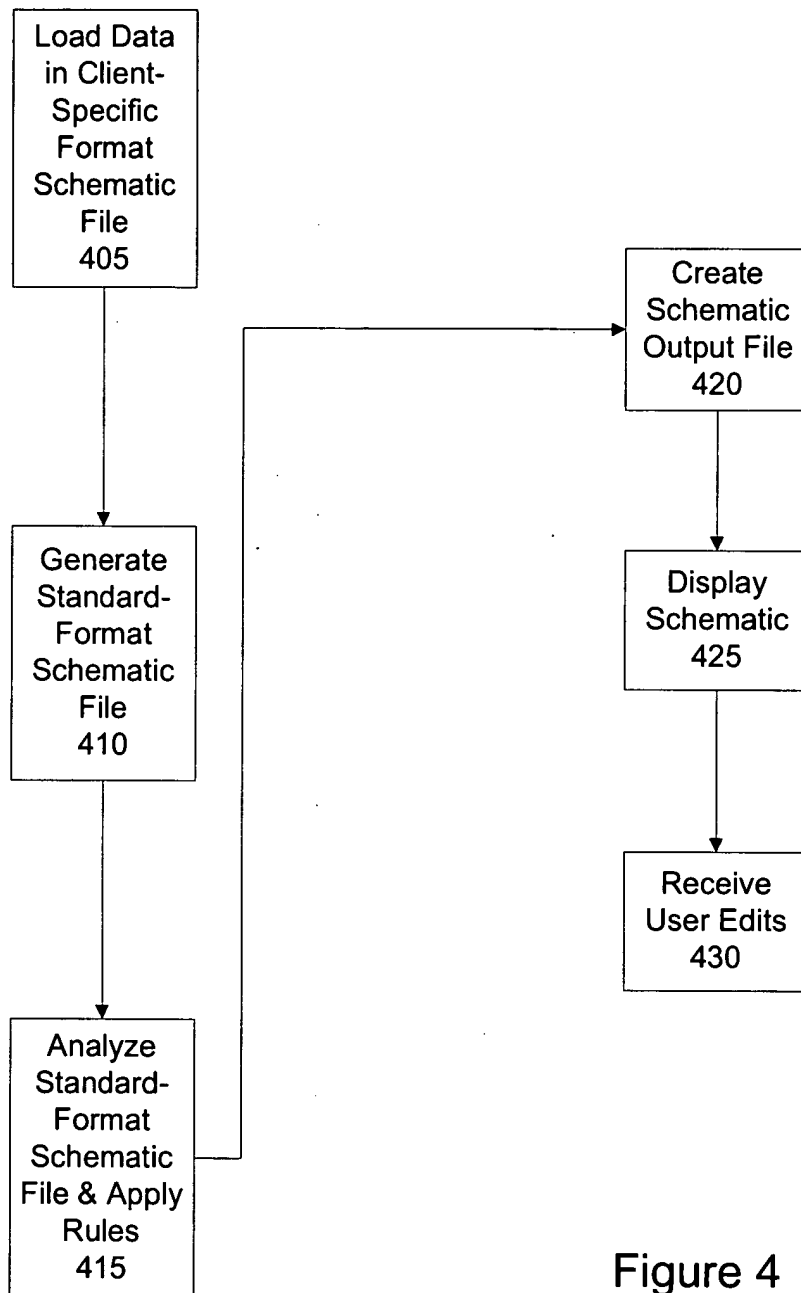 Load Data
in Client-
Specific
Format
Schematic
File
405
Generate
Standard-
Format
Schematic
File
410
Analyze
Standard-
Format
Schematic
File & Apply
Rules
415
Create
Schematic
Output File
420
Display
Schematic
425
Receive
User Edits
430
Figure 4